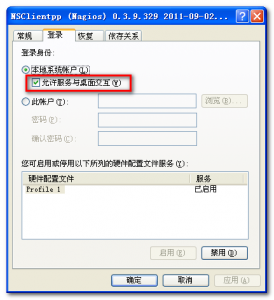 NSClientpp (Nagios) 0.3.9.329 2011-09-02...
常规 登录 恢复 依存关系
登录身份:
本地系统帐户(L)
允许服务与桌面交互(W)
此帐户(T): 浏览(B)...
密码(P):
确认密码(C):
您可启用或停用以下所列的硬件配置文件服务(Y):
硬件配置文件 服务
Profile 1 已启用
启用(E) 禁用(D)
确定 取消 应用(A)